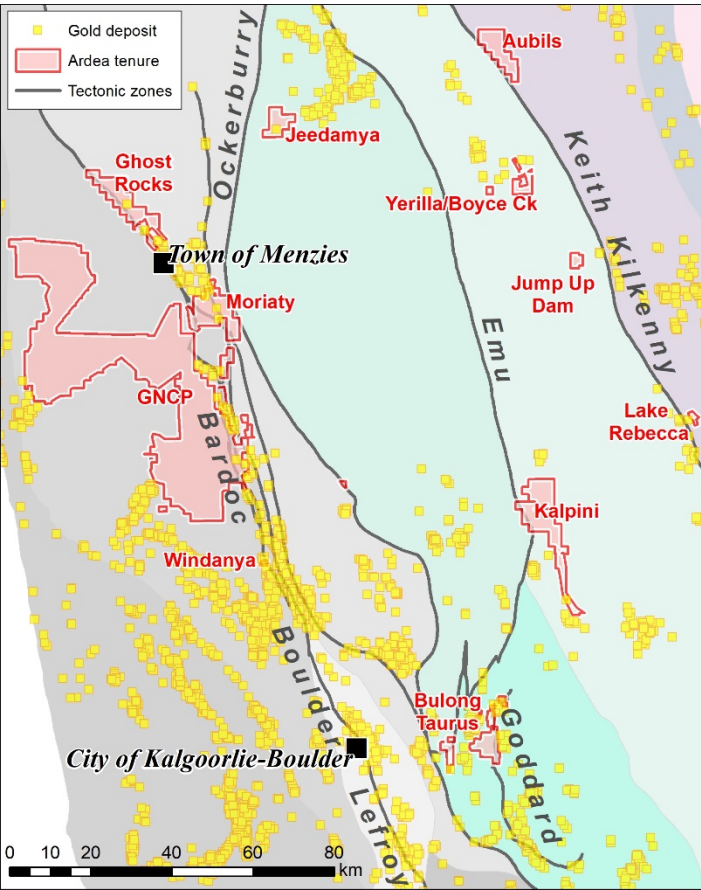 Gold deposit
Ardea tenure
Tectonic zones
Aubils
Ockerburry
Jeedamya
Keith Kilkenny
Ghost
Rocks
Yerilla/Boyce Ck
Town of Menzies
Jump Up
Dam
Moriaty
Emu
GNCP
Bardoc
Lake
Rebecca
Kalpini
Windanya
Boulder
Bulong
Taurus
Goddard
City of Kalgoorlie-Boulder
Lefroy
0 10 20 40 60 80
km